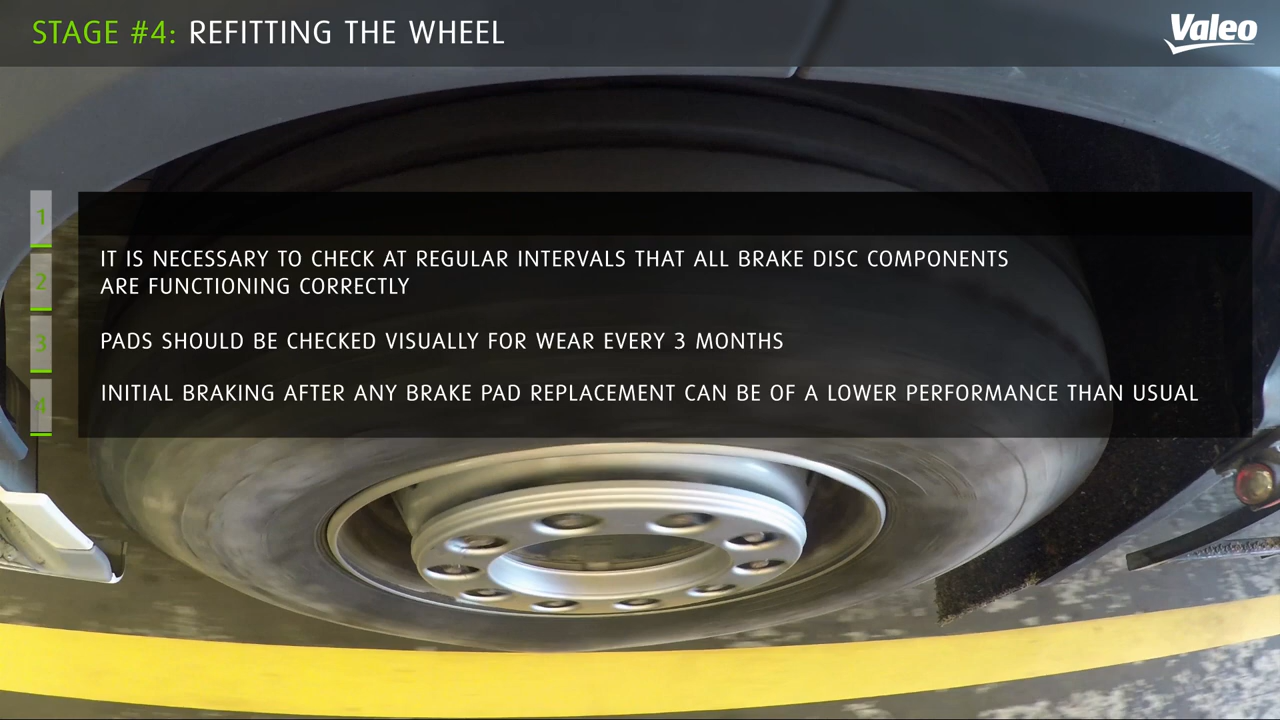 STAGE #4: REFITTING THE WHEEL
Valeo
1
2
3
4
IT IS NECESSARY TO CHECK AT REGULAR INTERVALS THAT ALL BRAKE DISC COMPONENTS
ARE FUNCTIONING CORRECTLY
PADS SHOULD BE CHECKED VISUALLY FOR WEAR EVERY 3 MONTHS
INITIAL BRAKING AFTER ANY BRAKE PAD REPLACEMENT CAN BE OF A LOWER PERFORMANCE THAN USUAL